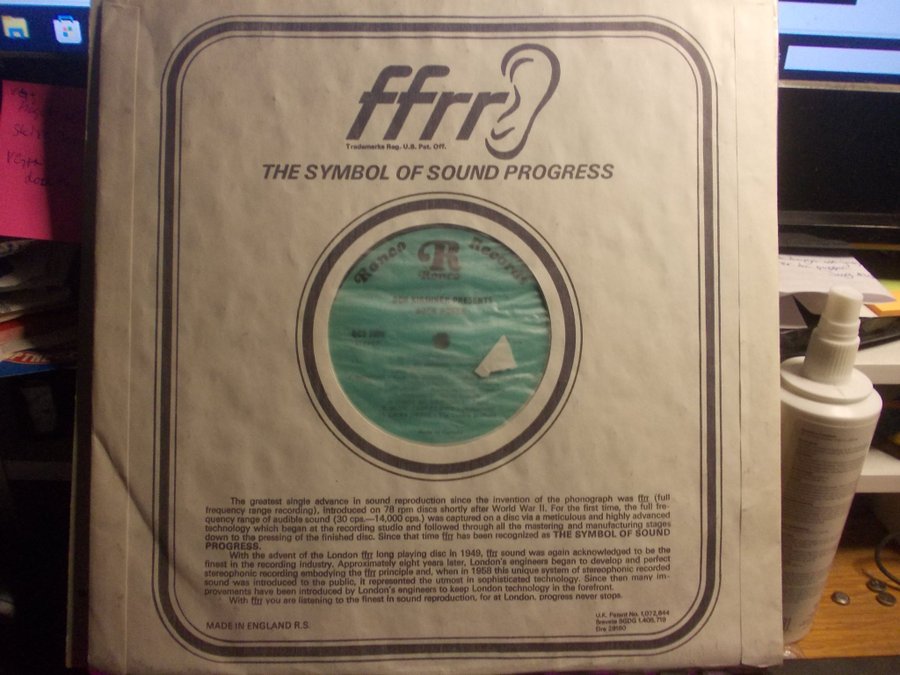 ffrr
Trademarks Reg. U.S. Pat. Off.
THE SYMBOL OF SOUND PROGRESS
Ronco Records
R
Ronco
DON KIRSHNER PRESENTS
The greatest single advance in sound reproduction since the invention of the phonograph was ffrr (full
frequency range recording). Introduced on 78 rpm discs shortly after World War II. For the first time, the full fre-
quency range of audible sound (30 cps.—14,000 cps.) was captured on a disc via a meticulous and highly advanced
technology which began at the recording studio and followed through all the mastering and manufacturing stages
down to the pressing of the finished disc. Since that time ffrr has been recognized as THE SYMBOL OF SOUND
PROGRESS.
With the advent of the London ffrr long playing disc in 1949, ffrr sound was again acknowledged to be the
finest in the recording industry. Approximately eight years later, London's engineers began to develop and perfect
stereophonic recording embodying the ffrr principle and, when in 1958 this unique system of stereophonic recorded
sound was introduced to the public, it represented the utmost in sophisticated technology. Since then many im-
provements have been introduced by London's engineers to keep London technology in the forefront.
With ffrr you are listening to the finest in sound reproduction, for at London, progress never stops.
MADE IN ENGLAND R.S.
U.K. Patent No. 1,072,844
Brevete SGDG 1,406,719
Eire 29160